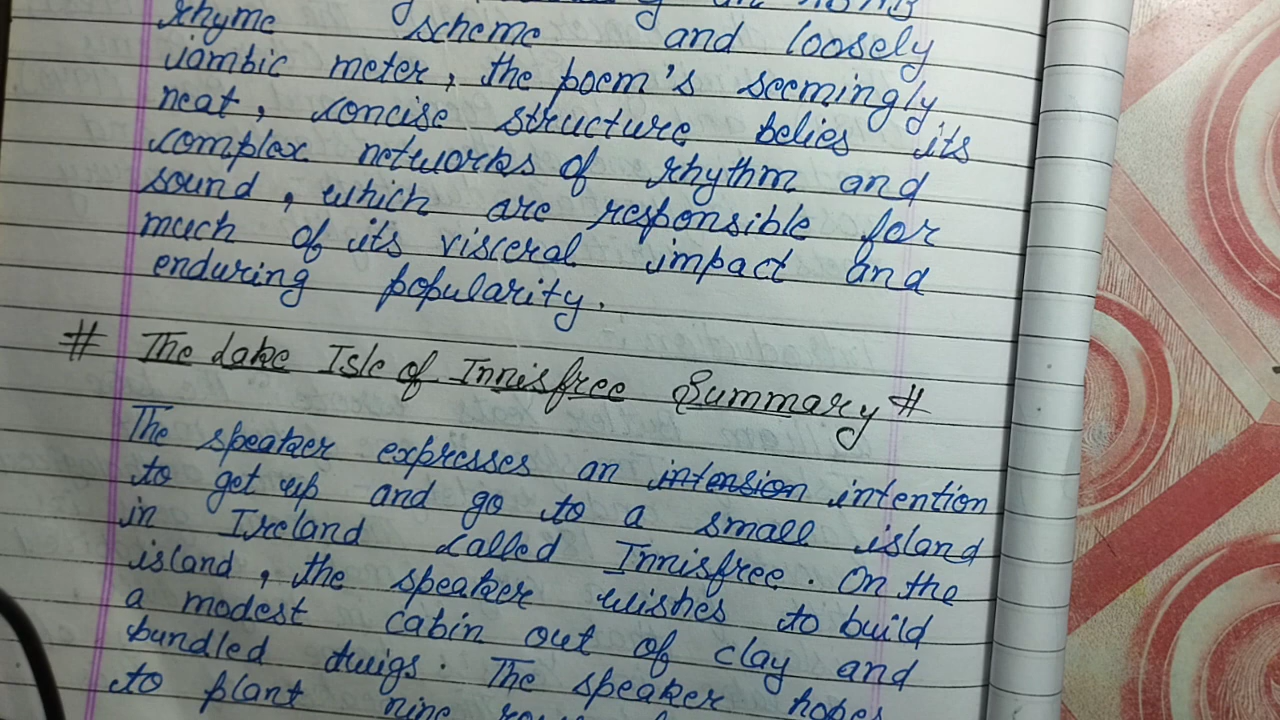 rhyme scheme and loosely
iambic meter, the poem's seemingly
neat, concise structure belies its
complex networks of rhythm and
sound, which are responsible for
much of its visceral impact and
enduring popularity.
# The Lake Isle of Innisfree Summary #
The speaker expresses an intension intention
to get up and go to a small island
in Ireland called Innisfree. On the
island, the speaker wishes to build
a modest cabin out of clay and
bundled twigs. The speaker hopes
to plant nine